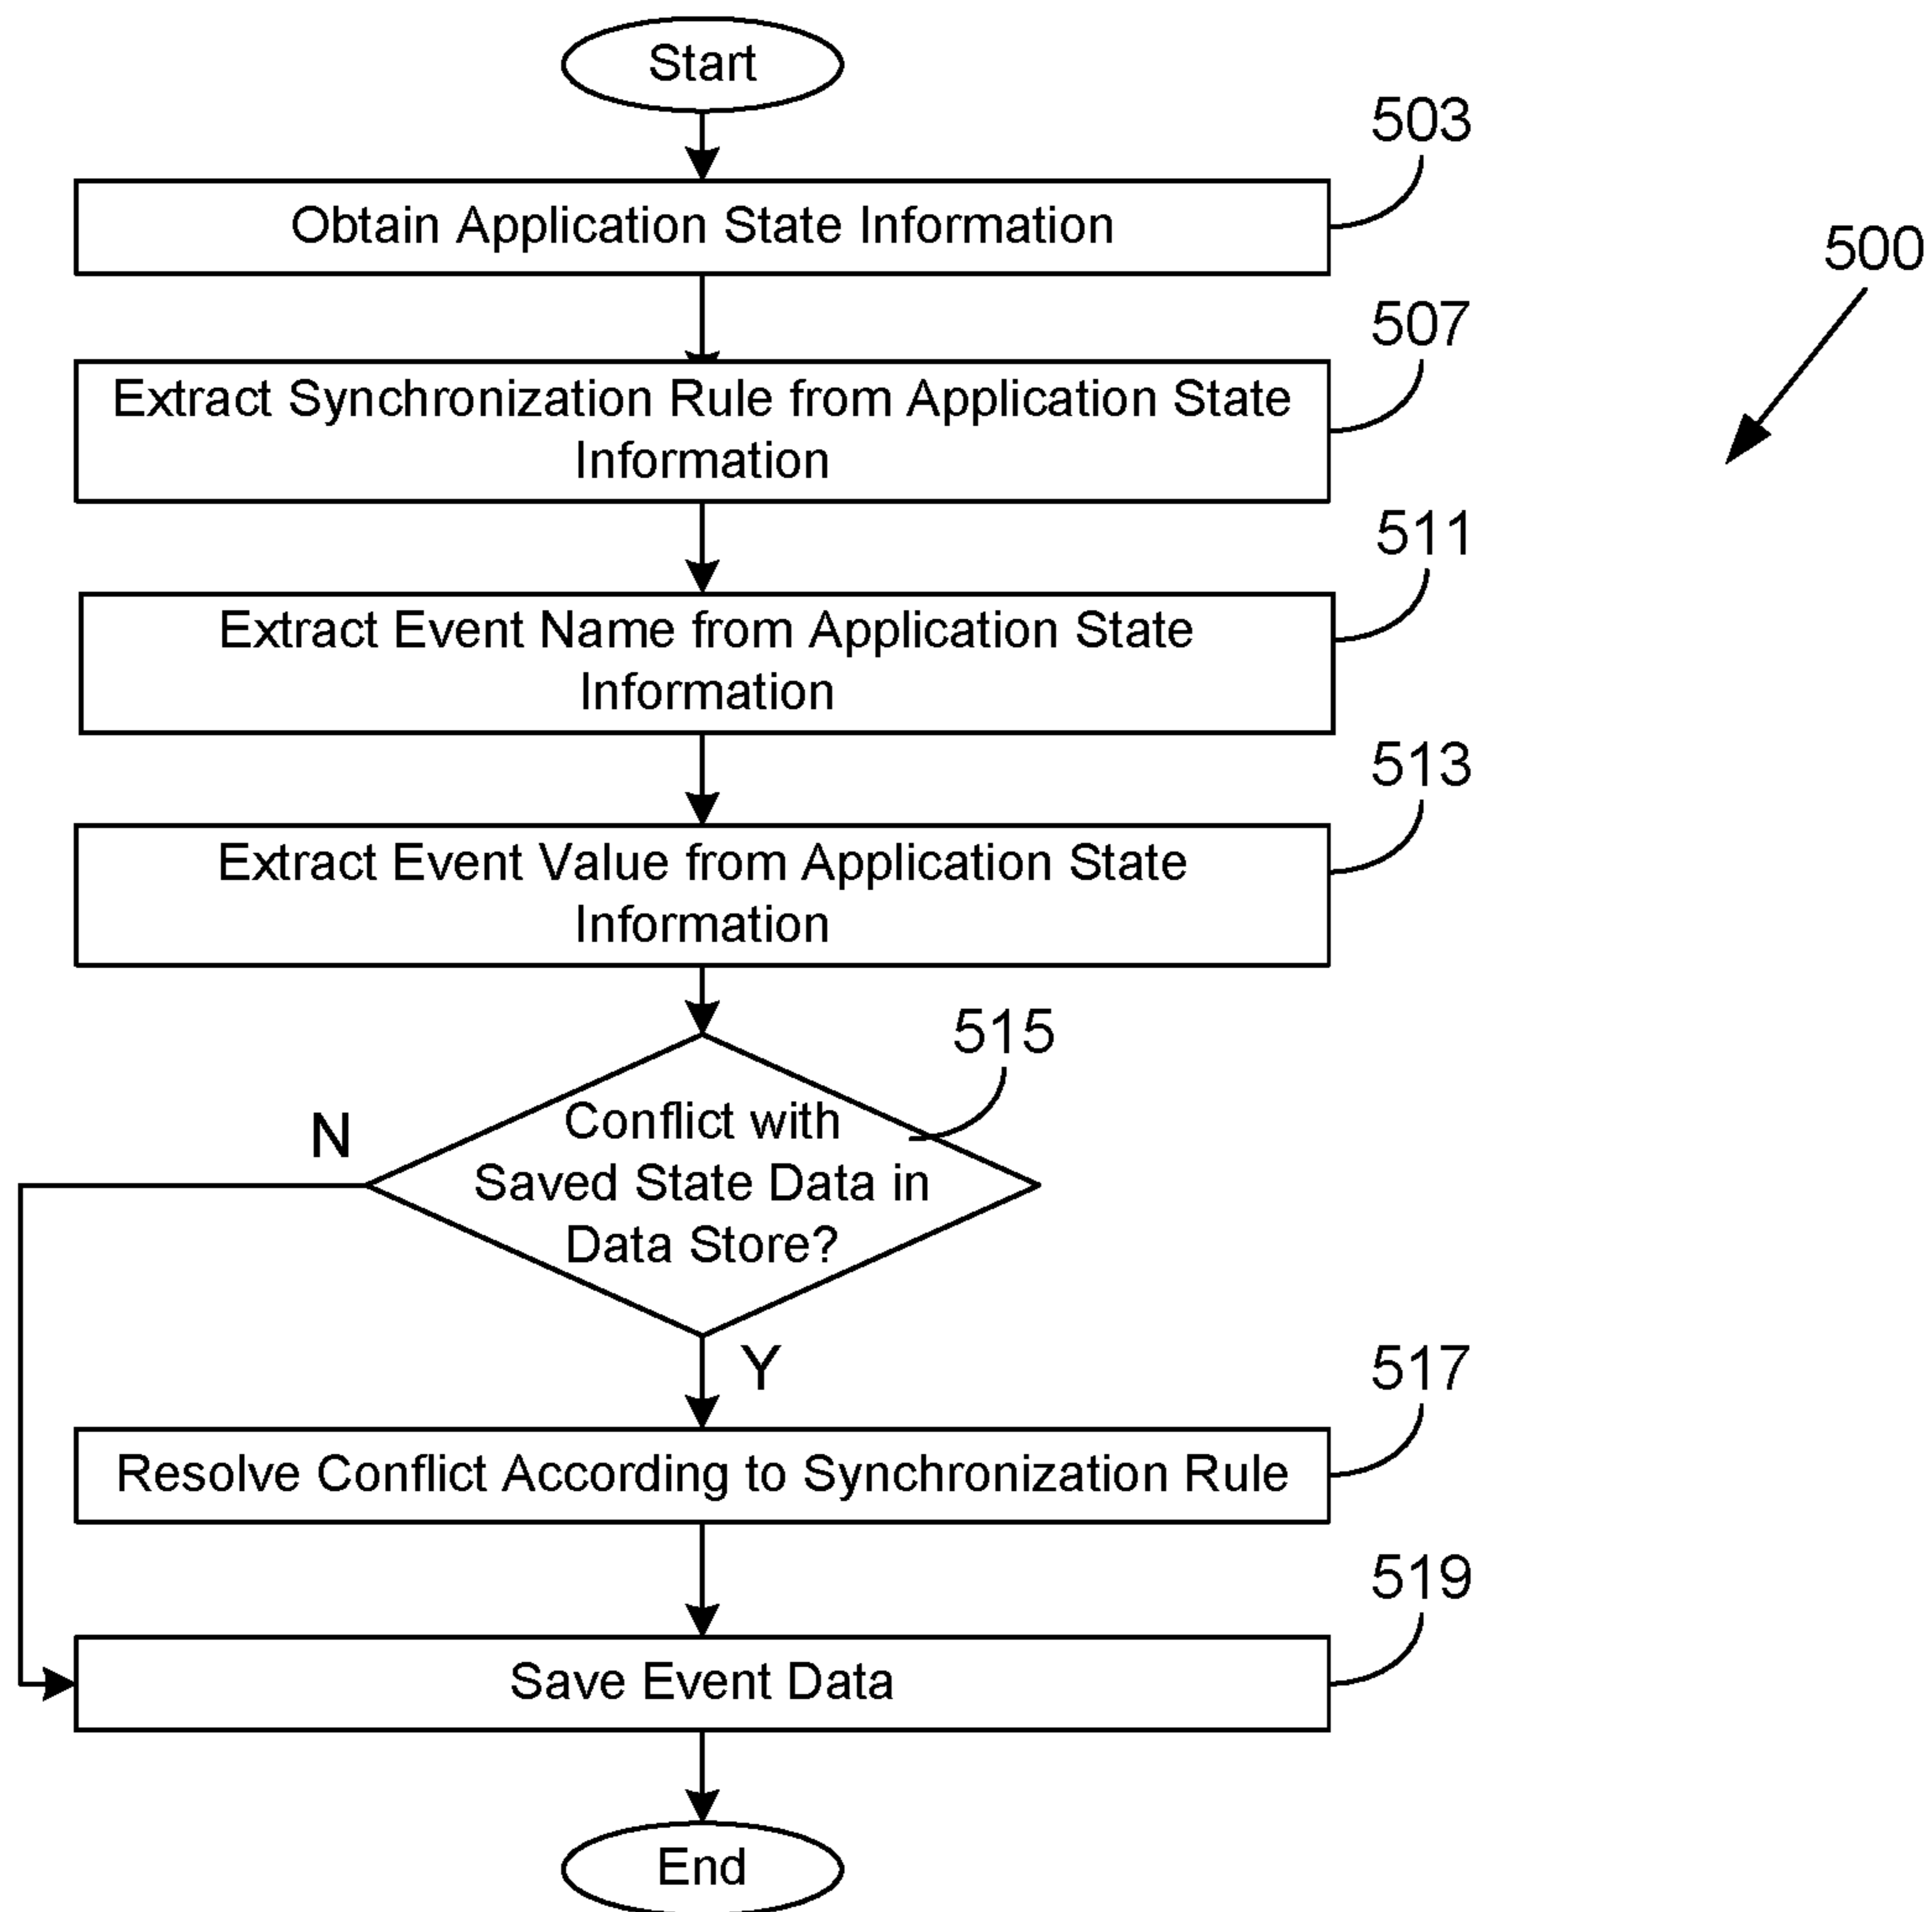 Start
503
Obtain Application State Information
500
507
Extract Synchronization Rule from Application State
Information
511
Extract Event Name from Application State
Information
513
Extract Event Value from Application State
Information
515
N
Conflict with
Saved State Data in
Data Store?
Y
517
Resolve Conflict According to Synchronization Rule
519
Save Event Data
End